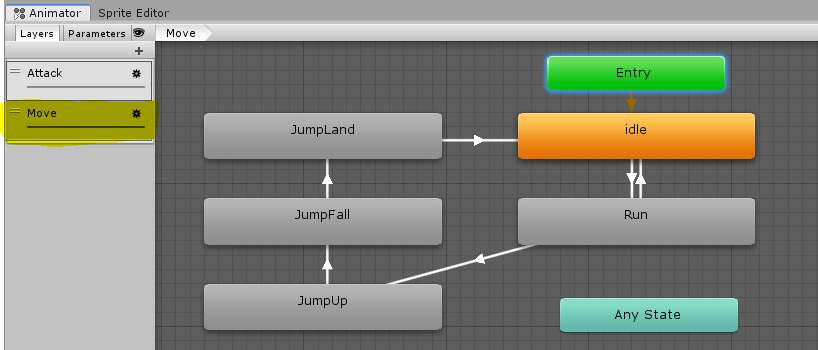 Animator
Sprite Editor
Layers
Parameters
Move
+
Attack
Move
Entry
JumpLand
idle
JumpFall
Run
JumpUp
Any State